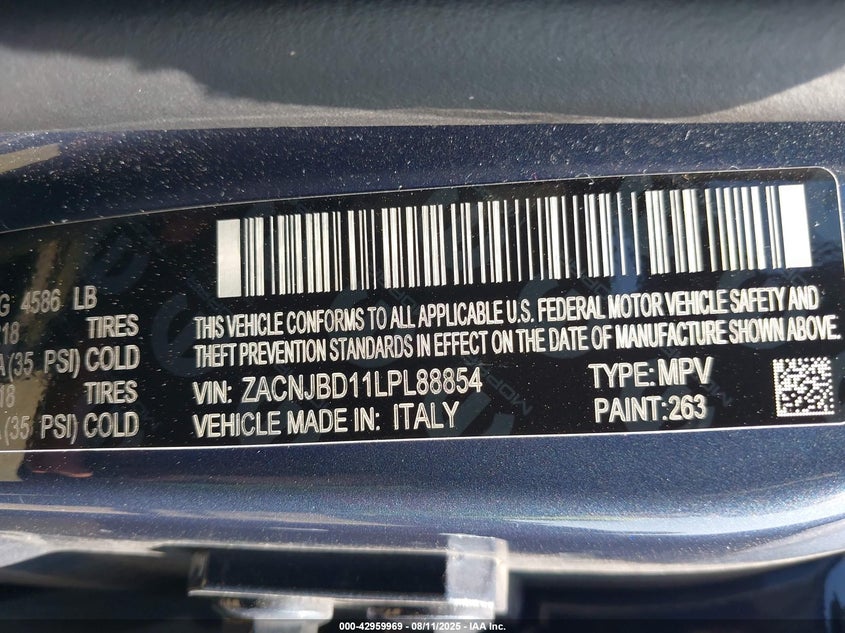 G 4586 LB
218 TIRES
A (35 PSI) COLD
18
A (35 PSI) COLD
THIS VEHICLE CONFORMS TO ALL APPLICABLE U.S. FEDERAL MOTOR VEHICLE SAFETY AND
THEFT PREVENTION STANDARDS IN EFFECT ON THE DATE OF MANUFACTURE SHOWN ABOVE.
VIN: ZACNJBD11LPL88854 TYPE: MPV
VEHICLE MADE IN: ITALY PAINT:263
000-42959969 - 08/11/2025 - IAA Inc.